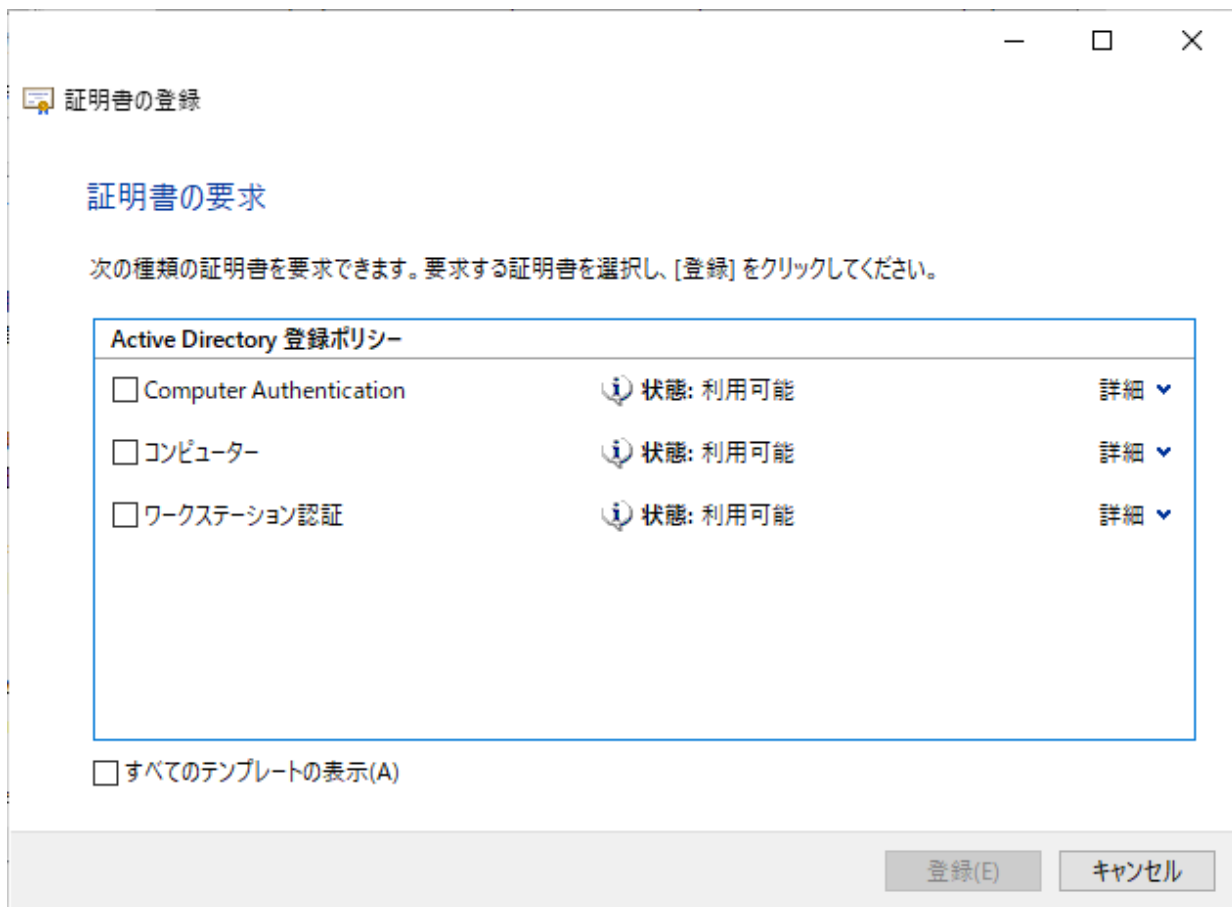 証明書の登録
証明書の要求
次の種類の証明書を要求できます。要求する証明書を選択し、[登録] をクリックしてください。
Active Directory 登録ポリシー
Computer Authentication 状態: 利用可能 詳細
コンピューター 状態: 利用可能 詳細
ワークステーション認証 状態: 利用可能 詳細
すべてのテンプレートの表示(A)
登録(E) キャンセル